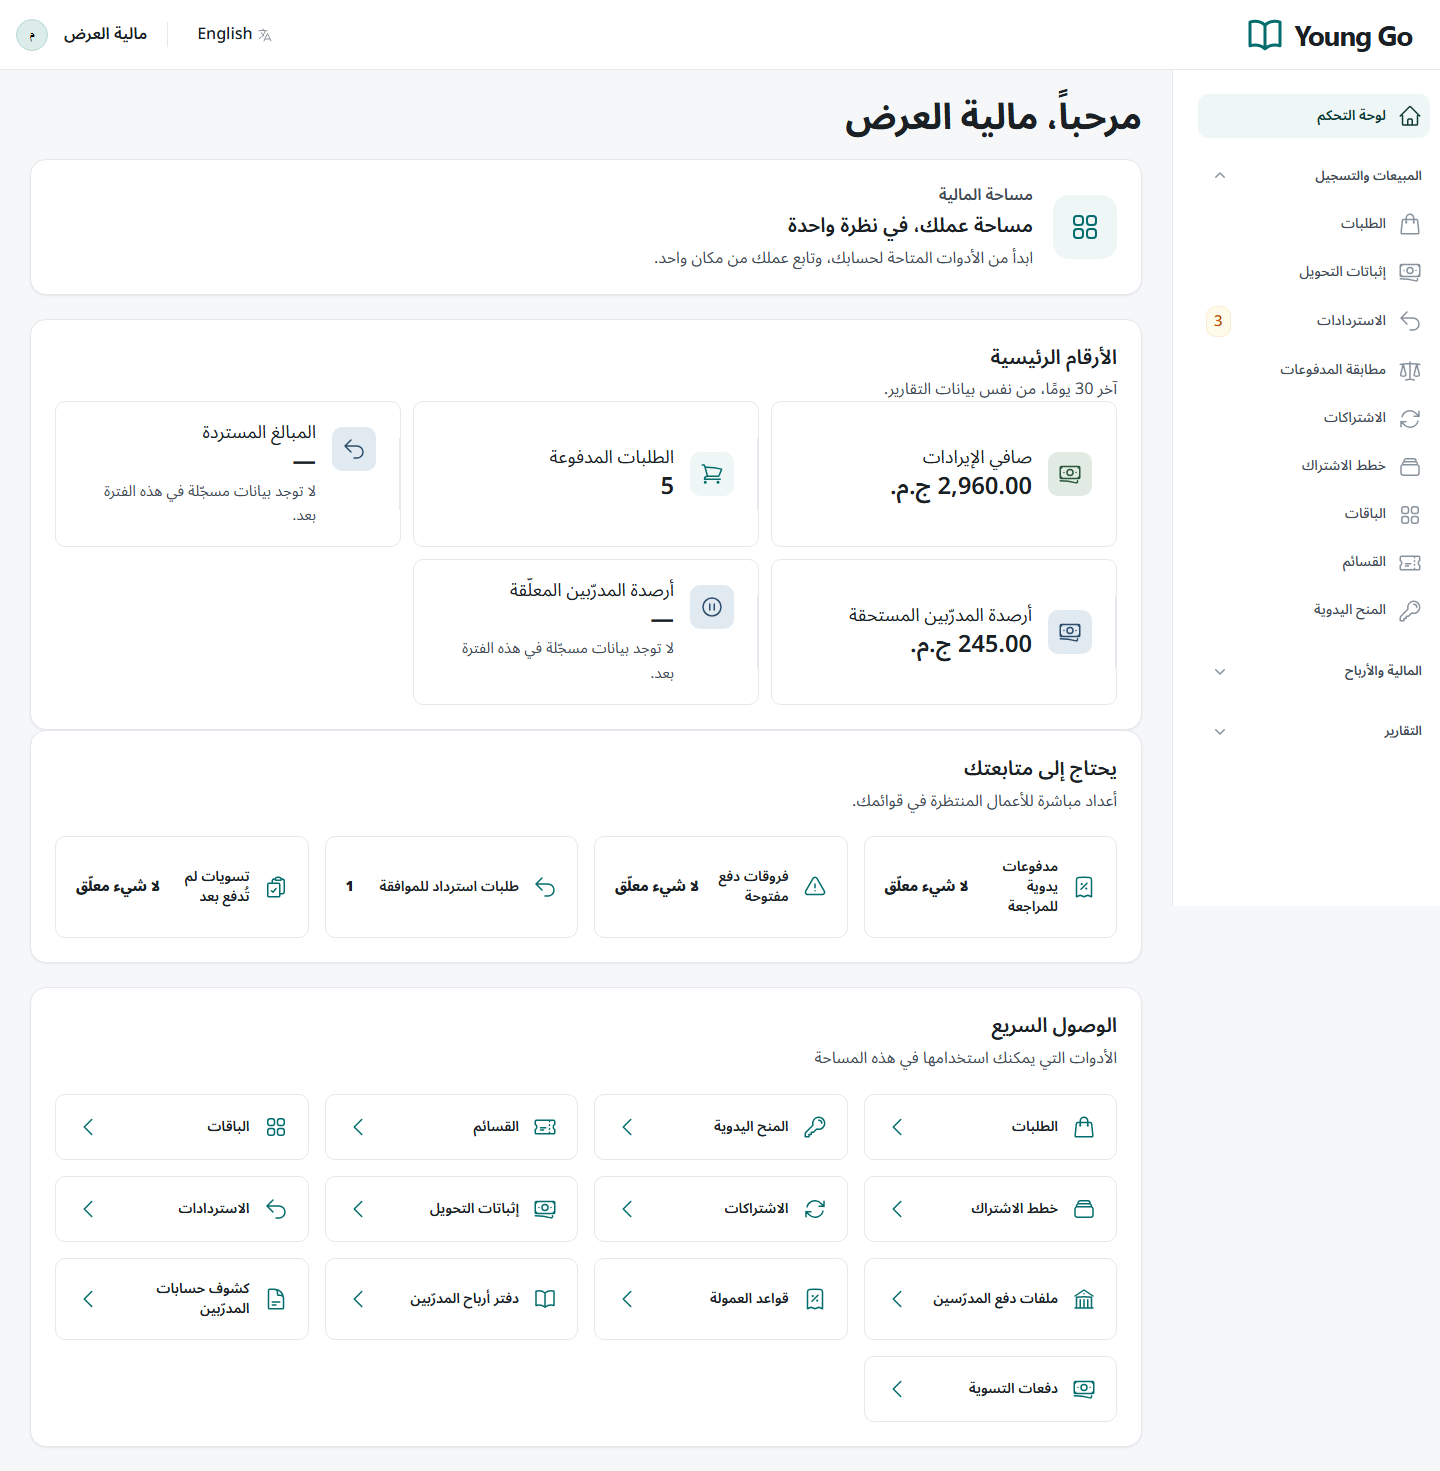 Young Go
English
مالية العرض
م
لوحة التحكم
المبيعات والتسجيل
الطلبات
إثباتات التحويل
الاستردادات
3
مطابقة المدفوعات
الاشتراكات
خطط الاشتراك
الباقات
القسائم
المنح اليدوية
المالية والأرباح
التقارير
مرحباً، مالية العرض
مساحة المالية
مساحة عملك، في نظرة واحدة
ابدأ من الأدوات المتاحة لحسابك، وتابع عملك من مكان واحد.
الأرقام الرئيسية
آخر 30 يومًا، من نفس بيانات التقارير.
صافي الإيرادات
2,960.00 ج.م.
الطلبات المدفوعة
5
المبالغ المستردة
—
لا توجد بيانات مسجّلة في هذه الفترة
بعد.
أرصدة المدرّبين المستحقة
245.00 ج.م.
أرصدة المدرّبين المعلّقة
—
لا توجد بيانات مسجّلة في هذه الفترة
بعد.
يحتاج إلى متابعتك
أعداد مباشرة للأعمال المنتظرة في قوائمك.
مدفوعات
يدوية
للمراجعة
لا شيء معلّق
فروقات دفع
مفتوحة
لا شيء معلّق
طلبات استرداد للموافقة
1
تسويات لم
تُدفع بعد
لا شيء معلّق
الوصول السريع
الأدوات التي يمكنك استخدامها في هذه المساحة
الطلبات
المنح اليدوية
القسائم
الباقات
خطط الاشتراك
الاشتراكات
إثباتات التحويل
الاستردادات
ملفات دفع المدرّسين
قواعد العمولة
دفتر أرباح المدرّبين
كشوف حسابات
المدرّبين
دفعات التسوية